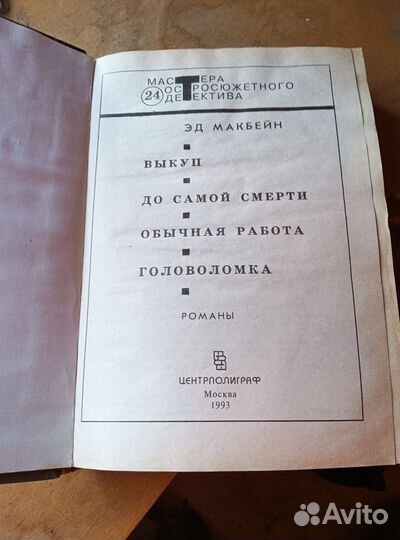 МАСТЕРА
24 ОСТРОСЮЖЕТНОГО
ДЕТЕКТИВА
ЭД МАКБЕЙН
ВЫКУП
ДО САМОЙ СМЕРТИ
ОБЫЧНАЯ РАБОТА
ГОЛОВОЛОМКА
РОМАНЫ
ЦЕНТРПОЛИГРАФ
Москва
1993
Avito